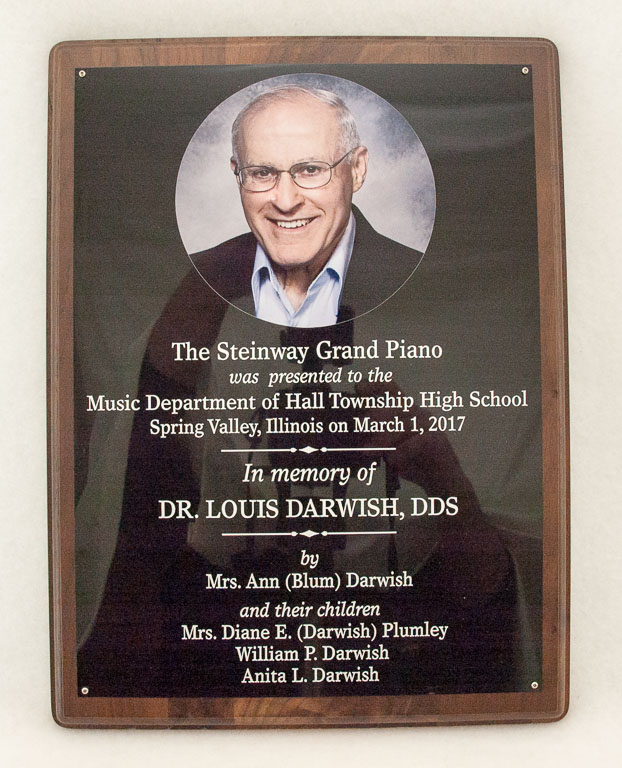 The Steinway Grand Piano
was presented to the
Music Department of Hall Township High School
Spring Valley, Illinois on March 1, 2017
In memory of
DR. LOUIS DARWISH, DDS
by
Mrs. Ann (Blum) Darwish
and their children
Mrs. Diane E. (Darwish) Plumley
William P. Darwish
Anita L. Darwish